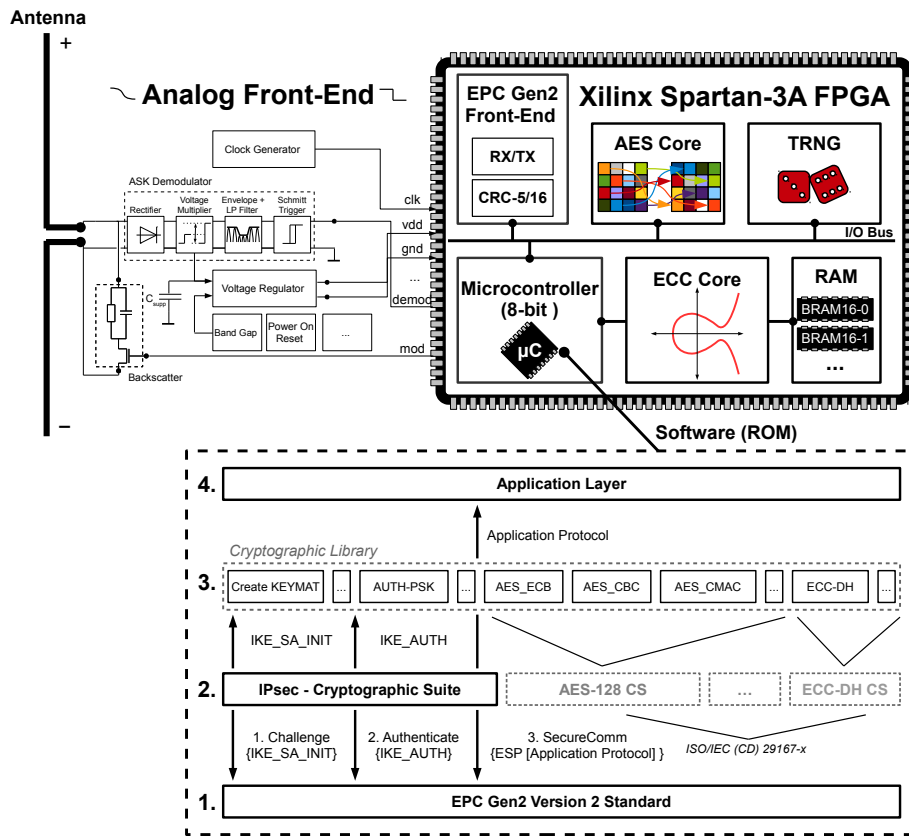 Antenna
+
–
Analog Front-End
Clock Generator
ASK Demodulator
Rectifier
Voltage
Multiplier
Envelope +
LP Filter
Schmitt
Trigger
C
supp
Voltage Regulator
Band Gap
Power On
Reset
...
Backscatter
clk
vdd
gnd
...
demod
mod
Xilinx Spartan-3A FPGA
EPC Gen2
Front-End
RX/TX
CRC-5/16
AES Core
TRNG
I/O Bus
Microcontroller
(8-bit )
µC
ECC Core
RAM
BRAM16-0
BRAM16-1
...
Software (ROM)
4.
Application Layer
Application Protocol
Cryptographic Library
3.
Create KEYMAT
...
AUTH-PSK
...
AES_ECB
AES_CBC
AES_CMAC
...
ECC-DH
...
IKE_SA_INIT
IKE_AUTH
2.
IPsec - Cryptographic Suite
AES-128 CS
...
ECC-DH CS
1. Challenge
{IKE_SA_INIT}
2. Authenticate
{IKE_AUTH}
3. SecureComm
{ESP [Application Protocol] }
ISO/IEC (CD) 29167-x
1.
EPC Gen2 Version 2 Standard